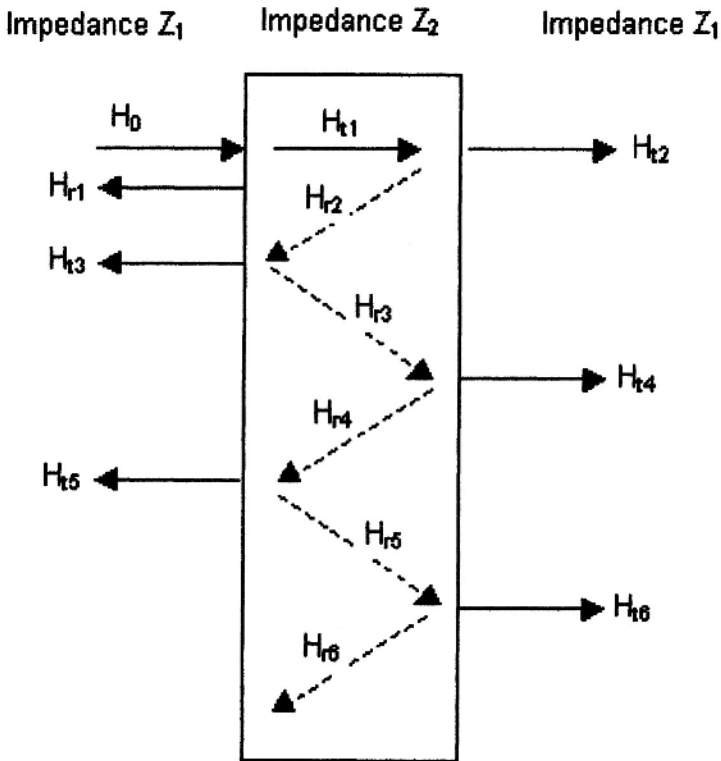 Impedance Z₁ Impedance Z₂ Impedance Z₁
H₀
Hₜ₁
Hₜ₂
Hᵣ₁
Hᵣ₂
Hₜ₃
Hᵣ₃
Hₜ₄
Hᵣ₄
Hₜ₅
Hᵣ₅
Hₜ₆
Hᵣ₆